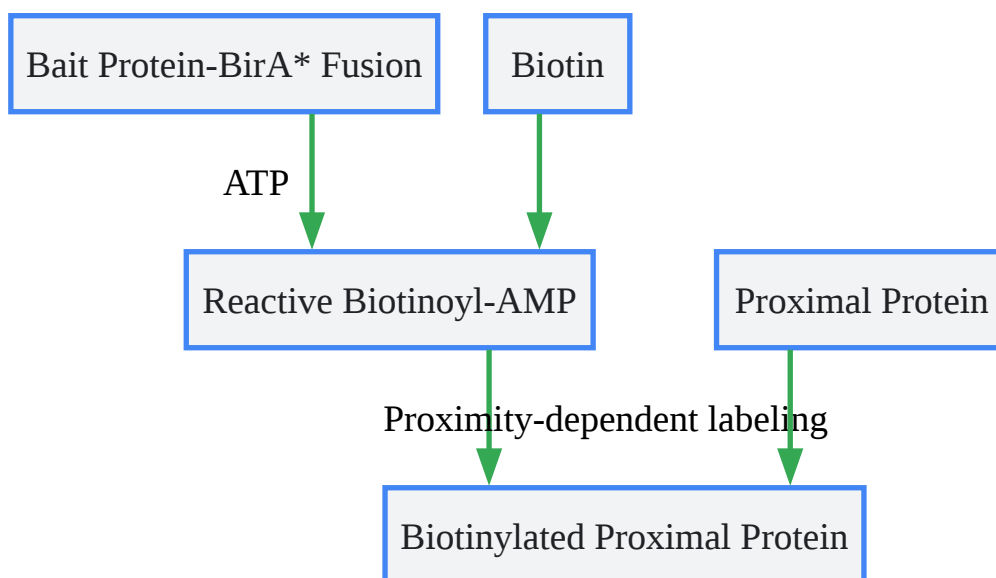 Bait Protein-BirA* Fusion
Biotin
ATP
Reactive Biotinoyl-AMP
Proximal Protein
Proximity-dependent labeling
Biotinylated Proximal Protein